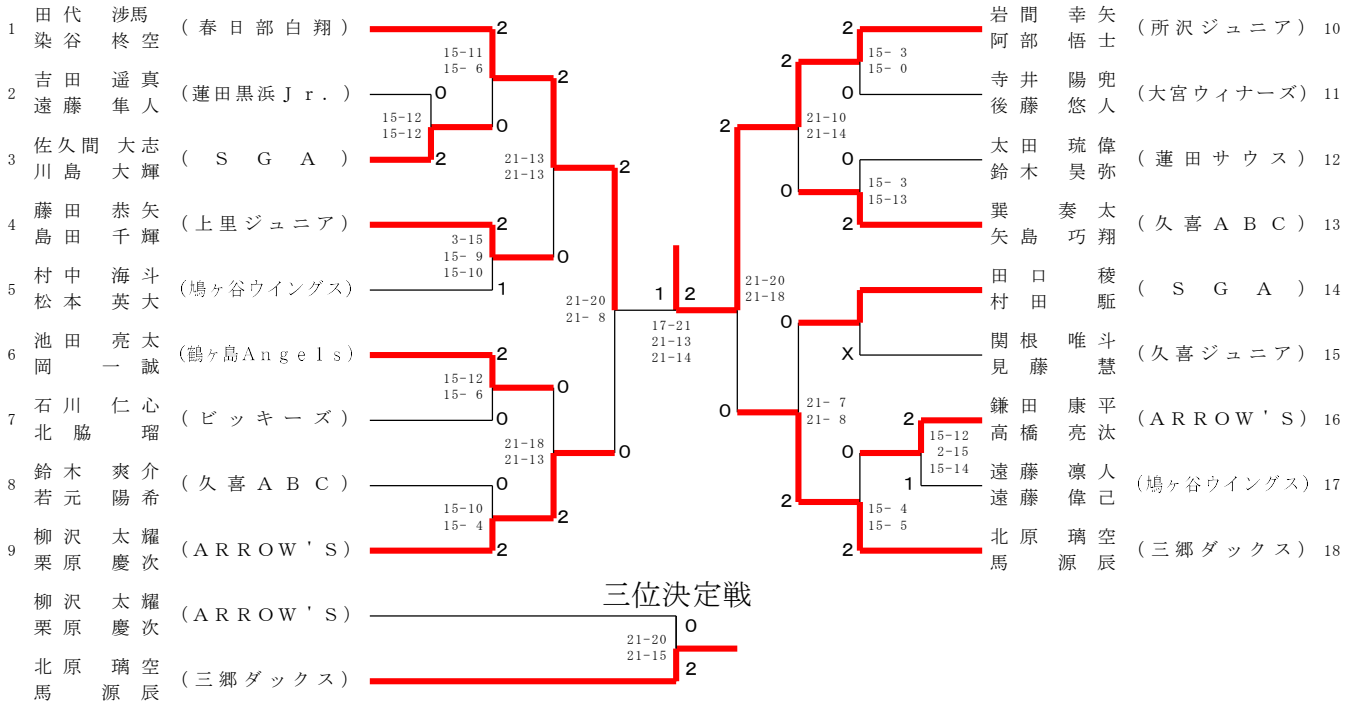 1 田代 渉馬 (春日部白翔)
染谷 柊空
2 吉田 遥真 (蓮田黒浜Jr.)
遠藤 隼人
3 佐久間 大志 (SGA)
川島 大輝
4 藤田 恭矢 (上里ジュニア)
島田 千輝
5 村中 海斗 (鳩ヶ谷ウイングス)
松本 英大
6 池田 亮太 (鶴ヶ島Angels)
岡 一誠
7 石川 仁心 (ビッキーズ)
北脇 瑠
8 鈴木 爽介 (久喜ABC)
若元 陽希
9 柳沢 太耀 (ARROW'S)
栗原 慶次
2
15-11
15- 6
2
0
15-12
15-12
0
2
21-13
21-13
2
2
3-15
15- 9
15-10
0
1
21-20
21- 8
2
15-12
15- 6
0
0
21-18
21-13
0
0
15-10
15- 4
2
2
1 2
17-21
21-13
21-14
岩間 幸矢 (所沢ジュニア) 10
阿部 悟士
寺井 陽兜 (大宮ウィナーズ) 11
後藤 悠人
太田 琉偉 (蓮田サウス) 12
鈴木 昊弥
巽 奏太 (久喜ABC) 13
矢島 巧翔
田口 稜 (SGA) 14
村田 駈
関根 唯斗 (久喜ジュニア) 15
見藤 慧
鎌田 康平 (ARROW'S) 16
高橋 亮汰
遠藤 凛人 (鳩ヶ谷ウイングス) 17
遠藤 偉己
北原 璃空 (三郷ダックス) 18
馬 源辰
2
15- 3
15- 0
2
0
21-10
21-14
2
0
15- 3
15-13
0
2
21-20
21-18
0
X
21- 7
21- 8
0
2
15-12
2-15
15-14
0
1
15- 4
15- 5
2
2
三位決定戦
柳沢 太耀 (ARROW'S)
栗原 慶次
0
21-20
21-15
2
北原 璃空 (三郷ダックス)
馬 源辰